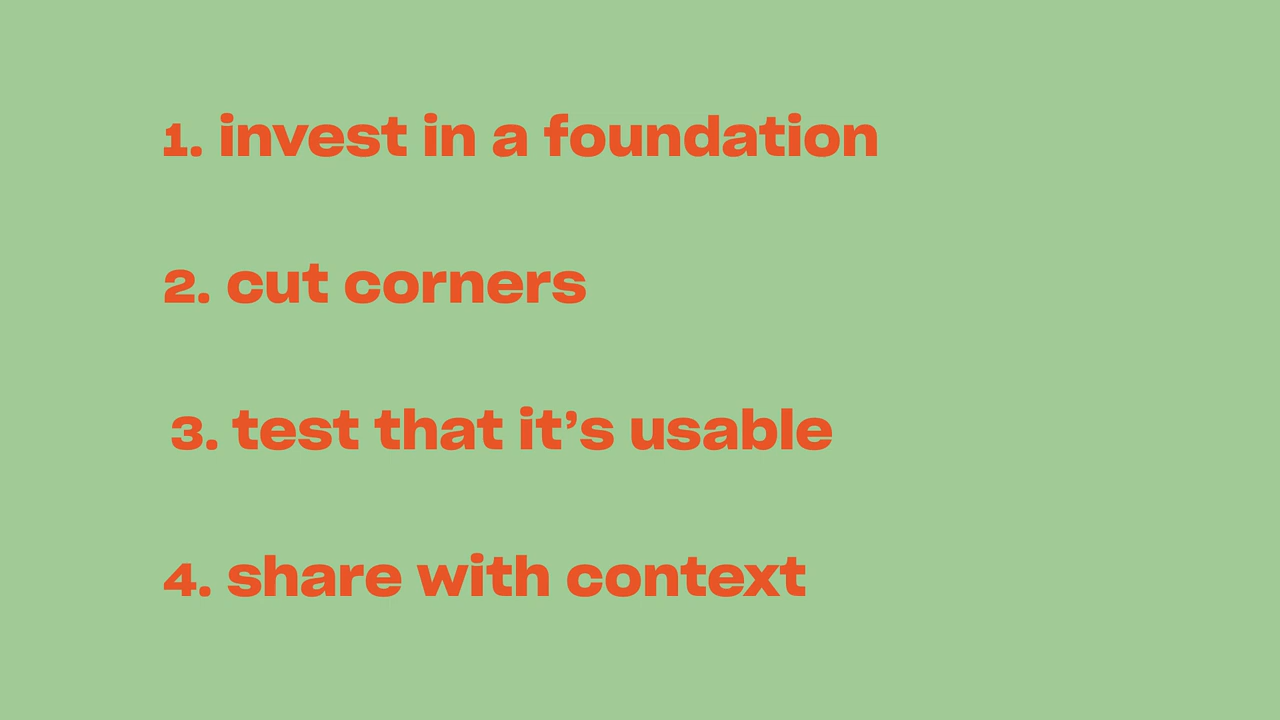 1. invest in a foundation
2. cut corners
3. test that it’s usable
4. share with context